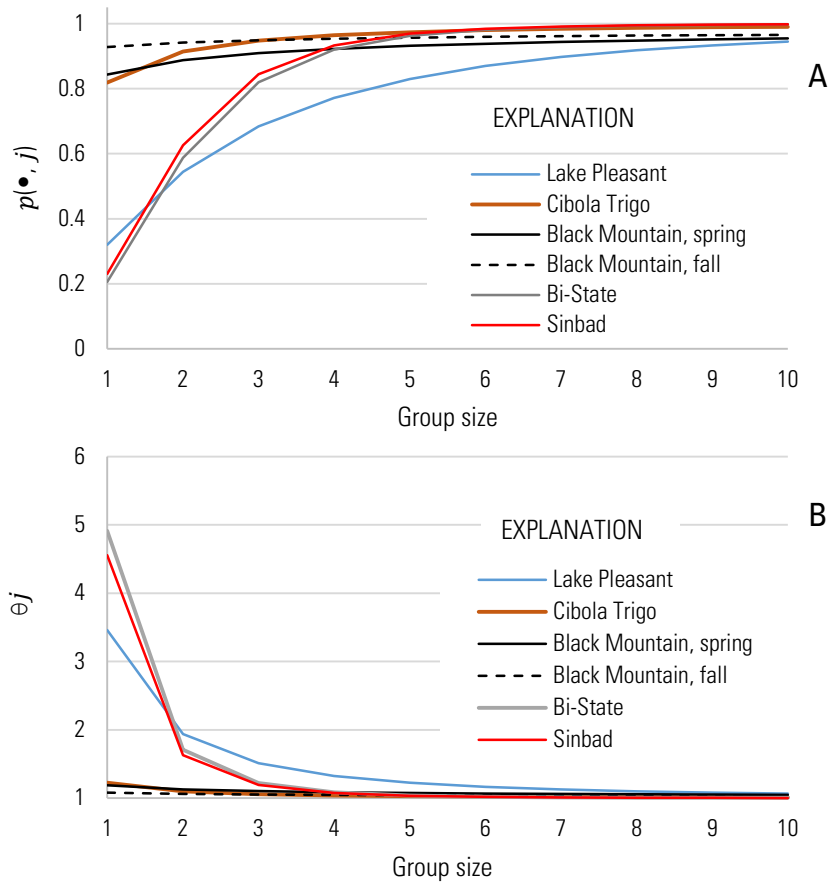 1
0.8
0.6
0.4
0.2
0
p(•, j)
A
EXPLANATION
Lake Pleasant
Cibola Trigo
Black Mountain, spring
Black Mountain, fall
Bi-State
Sinbad
1 2 3 4 5 6 7 8 9 10
Group size
6
5
4
3
2
1
θj
B
EXPLANATION
Lake Pleasant
Cibola Trigo
Black Mountain, spring
Black Mountain, fall
Bi-State
Sinbad
1 2 3 4 5 6 7 8 9 10
Group size